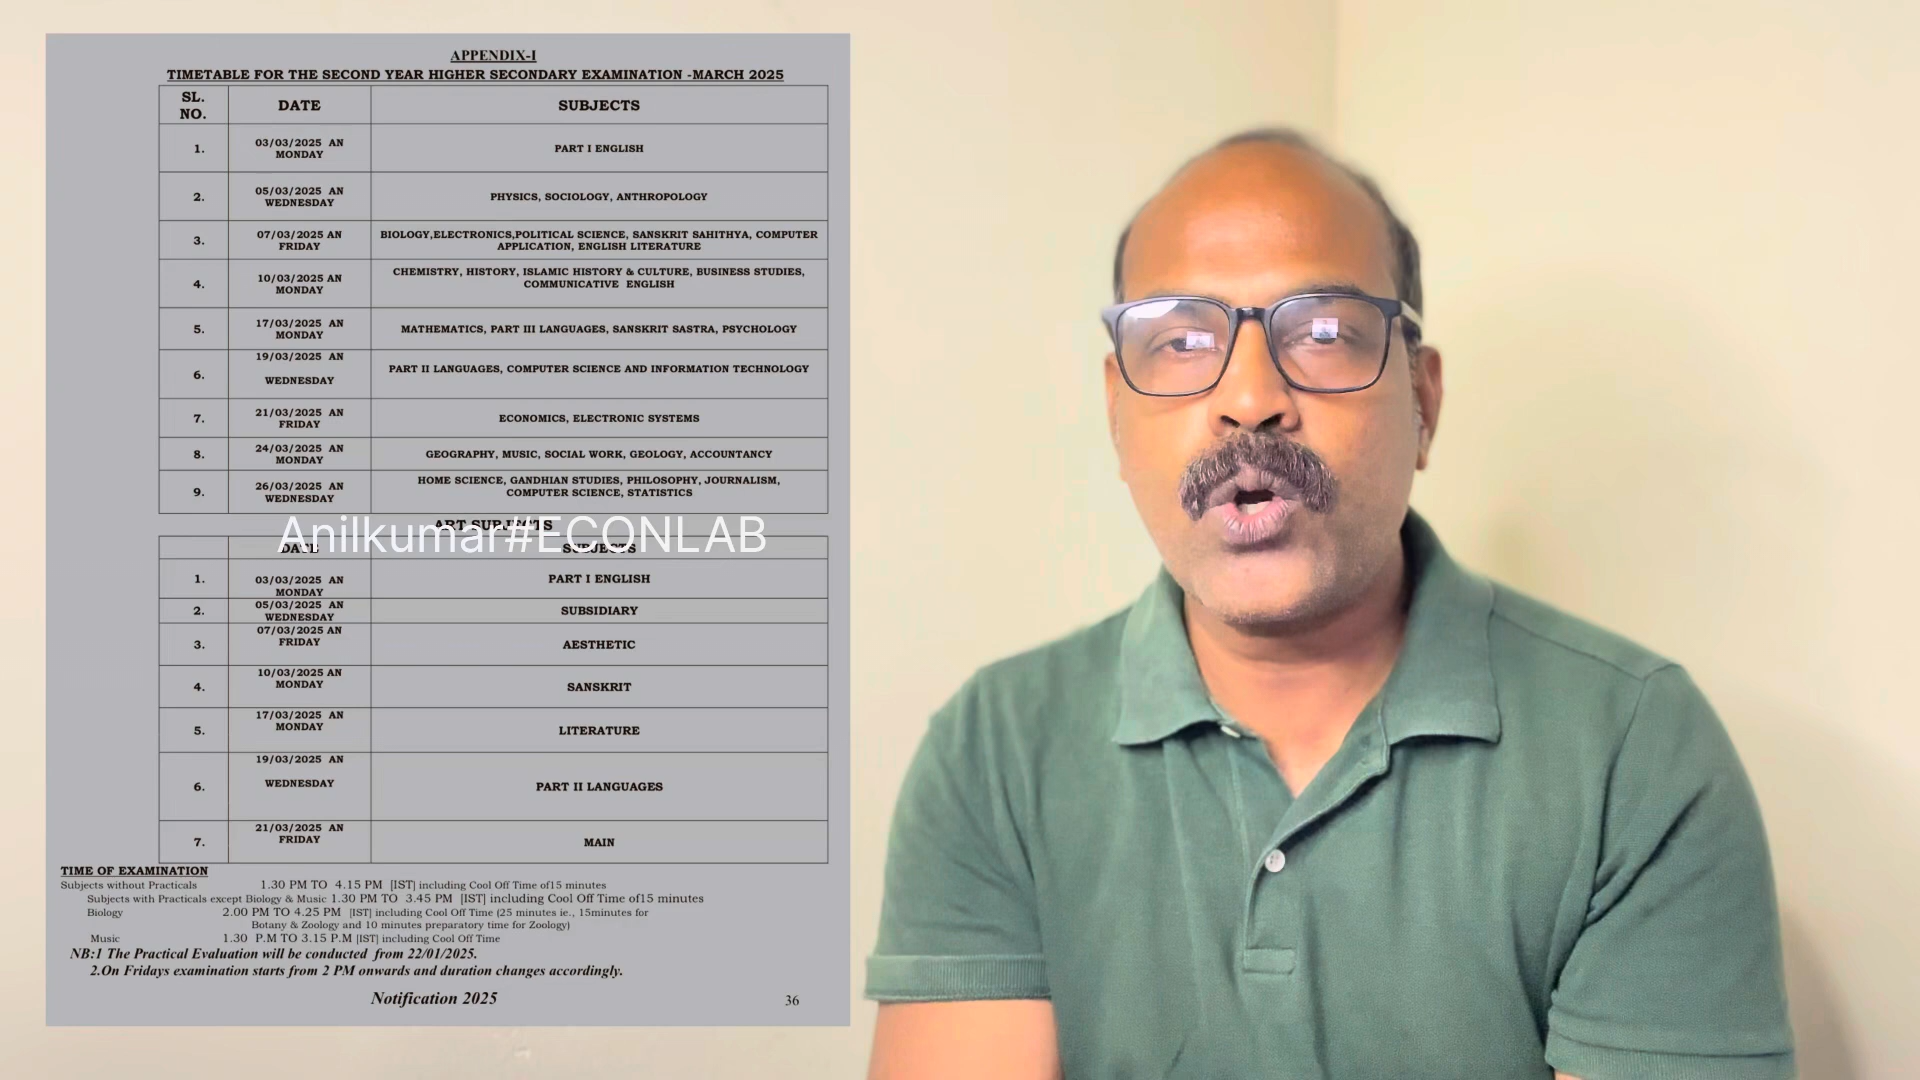 APPENDIX-I
TIMETABLE FOR THE SECOND YEAR HIGHER SECONDARY EXAMINATION -MARCH 2025
SL. NO. DATE SUBJECTS
1. 03/03/2025 AN MONDAY PART I ENGLISH
2. 05/03/2025 AN WEDNESDAY PHYSICS, SOCIOLOGY, ANTHROPOLOGY
3. 07/03/2025 AN FRIDAY BIOLOGY,ELECTRONICS,POLITICAL SCIENCE, SANSKRIT SAHITHYA, COMPUTER
APPLICATION, ENGLISH LITERATURE
4. 10/03/2025 AN MONDAY CHEMISTRY, HISTORY, ISLAMIC HISTORY & CULTURE, BUSINESS STUDIES,
COMMUNICATIVE ENGLISH
5. 17/03/2025 AN MONDAY MATHEMATICS, PART III LANGUAGES, SANSKRIT SASTRA, PSYCHOLOGY
6. 19/03/2025 AN WEDNESDAY PART II LANGUAGES, COMPUTER SCIENCE AND INFORMATION TECHNOLOGY
7. 21/03/2025 AN FRIDAY ECONOMICS, ELECTRONIC SYSTEMS
8. 24/03/2025 AN MONDAY GEOGRAPHY, MUSIC, SOCIAL WORK, GEOLOGY, ACCOUNTANCY
9. 26/03/2025 AN WEDNESDAY HOME SCIENCE, GANDHIAN STUDIES, PHILOSOPHY, JOURNALISM,
COMPUTER SCIENCE, STATISTICS
ART SUBJECTS
Anilkumar#ECONLAB
DATE SUBJECTS
1. 03/03/2025 AN MONDAY PART I ENGLISH
2. 05/03/2025 AN WEDNESDAY SUBSIDIARY
3. 07/03/2025 AN FRIDAY AESTHETIC
4. 10/03/2025 AN MONDAY SANSKRIT
5. 17/03/2025 AN MONDAY LITERATURE
6. 19/03/2025 AN WEDNESDAY PART II LANGUAGES
7. 21/03/2025 AN FRIDAY MAIN
TIME OF EXAMINATION
Subjects without Practicals 1.30 PM TO 4.15 PM [IST] including Cool Off Time of15 minutes
Subjects with Practicals except Biology & Music 1.30 PM TO 3.45 PM [IST] including Cool Off Time of15 minutes
Biology 2.00 PM TO 4.25 PM [IST] including Cool Off Time (25 minutes ie., 15minutes for
Botany & Zoology and 10 minutes preparatory time for Zoology)
Music 1.30 P.M TO 3.15 P.M [IST] including Cool Off Time
NB:1 The Practical Evaluation will be conducted from 22/01/2025.
2.On Fridays examination starts from 2 PM onwards and duration changes accordingly.
Notification 2025 36